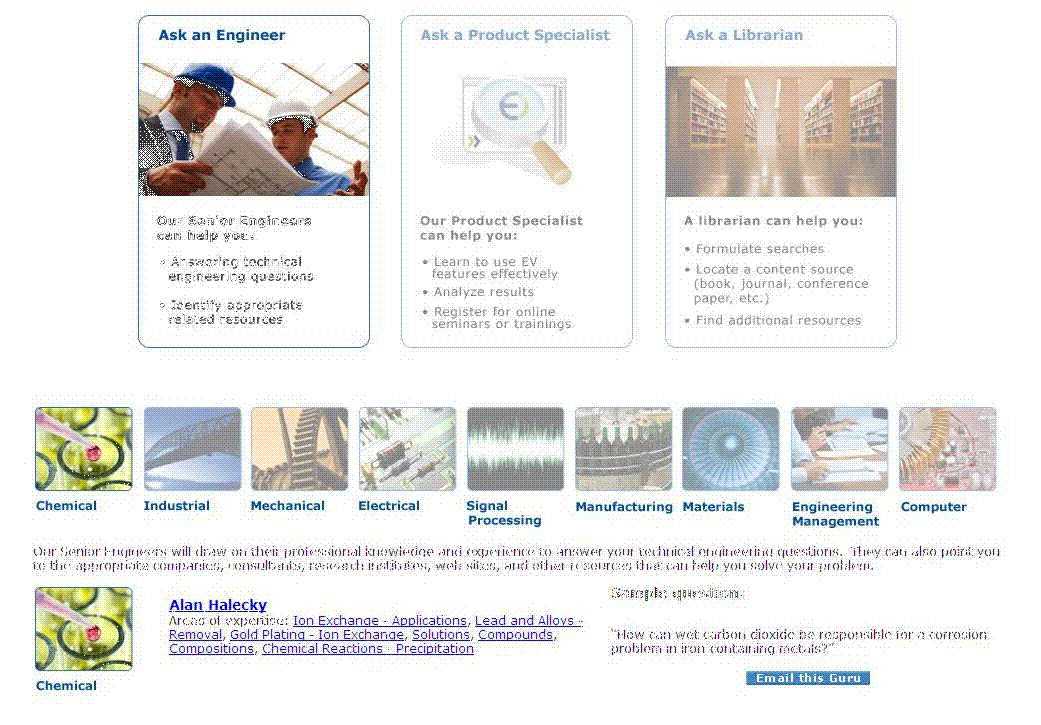 Ask an Engineer
Our Senior Engineers
can help you:
• Answering technical
engineering questions
• Identify appropriate
related resources
Ask a Product Specialist
Our Product Specialist
can help you:
• Learn to use EV
features effectively
• Analyze results
• Register for online
seminars or trainings
Ask a Librarian
A librarian can help you:
• Formulate searches
• Locate a content source
(book, journal, conference
paper, etc.)
• Find additional resources
Chemical
Industrial
Mechanical
Electrical
Signal
Processing
Manufacturing
Materials
Engineering
Management
Computer
Our Senior Engineers will draw on their professional knowledge and experience to answer your technical engineering questions. They can also point you
to the appropriate companies, consultants, research institutes, web sites, and other resources that can help you solve your problem.
Chemical
Alan Halecky
Areas of expertise: Ion Exchange - Applications, Lead and Alloys -
Removal, Gold Plating - Ion Exchange, Solutions, Compounds,
Compositions, Chemical Reactions - Precipitation
Sample question:
"How can wet carbon dioxide be responsible for a corrosion
problem in iron containing metals?"
Email this Guru